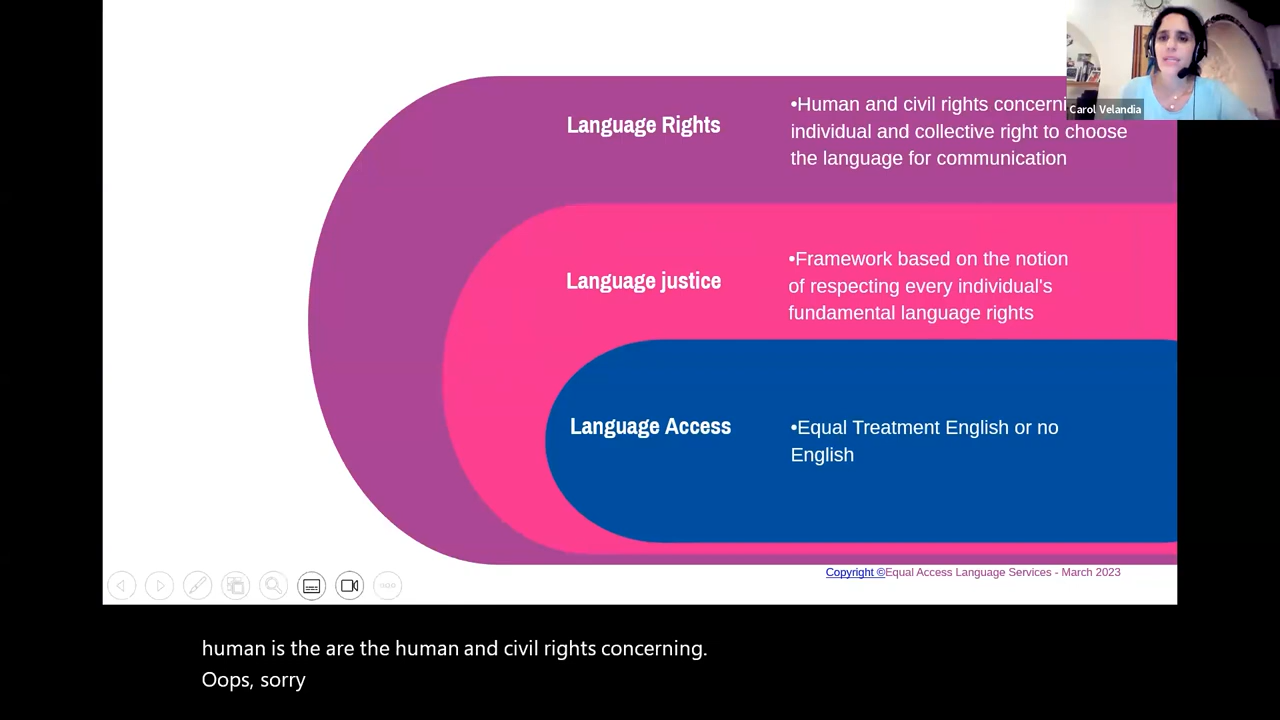 Language Rights
•Human and civil rights
individual and collective right to choose
the language for communication
Carol Velandia
Language justice
•Framework based on the notion
of respecting every individual's
fundamental language rights
Language Access
•Equal Treatment English or no
English
Copyright ©Equal Access Language Services - March 2023
human is the are the human and civil rights concerning.
Oops, sorry